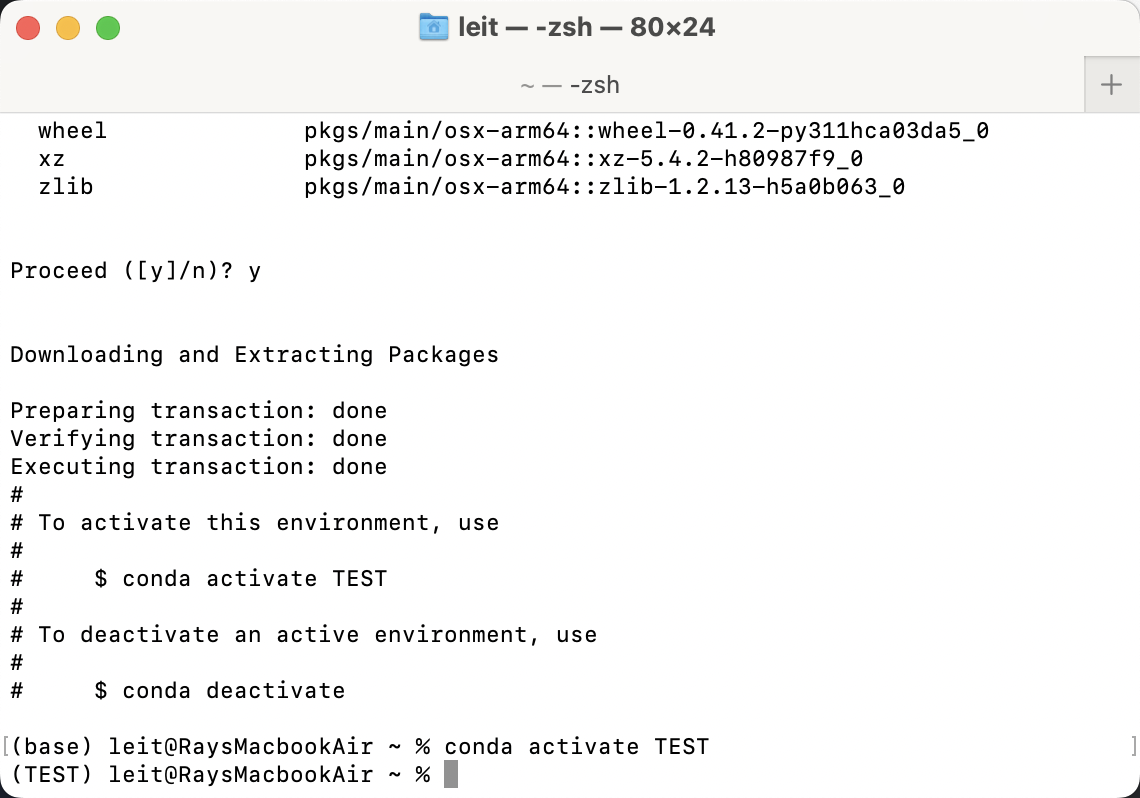 leit — -zsh — 80×24
~ — -zsh
+
wheel              pkgs/main/osx-arm64::wheel-0.41.2-py311hca03da5_0
xz                 pkgs/main/osx-arm64::xz-5.4.2-h80987f9_0
zlib               pkgs/main/osx-arm64::zlib-1.2.13-h5a0b063_0
Proceed ([y]/n)? y
Downloading and Extracting Packages
Preparing transaction: done
Verifying transaction: done
Executing transaction: done
#
# To activate this environment, use
#
#     $ conda activate TEST
#
# To deactivate an active environment, use
#
#     $ conda deactivate
[(base) leit@RaysMacbookAir ~ % conda activate TEST                              ]
(TEST) leit@RaysMacbookAir ~ %